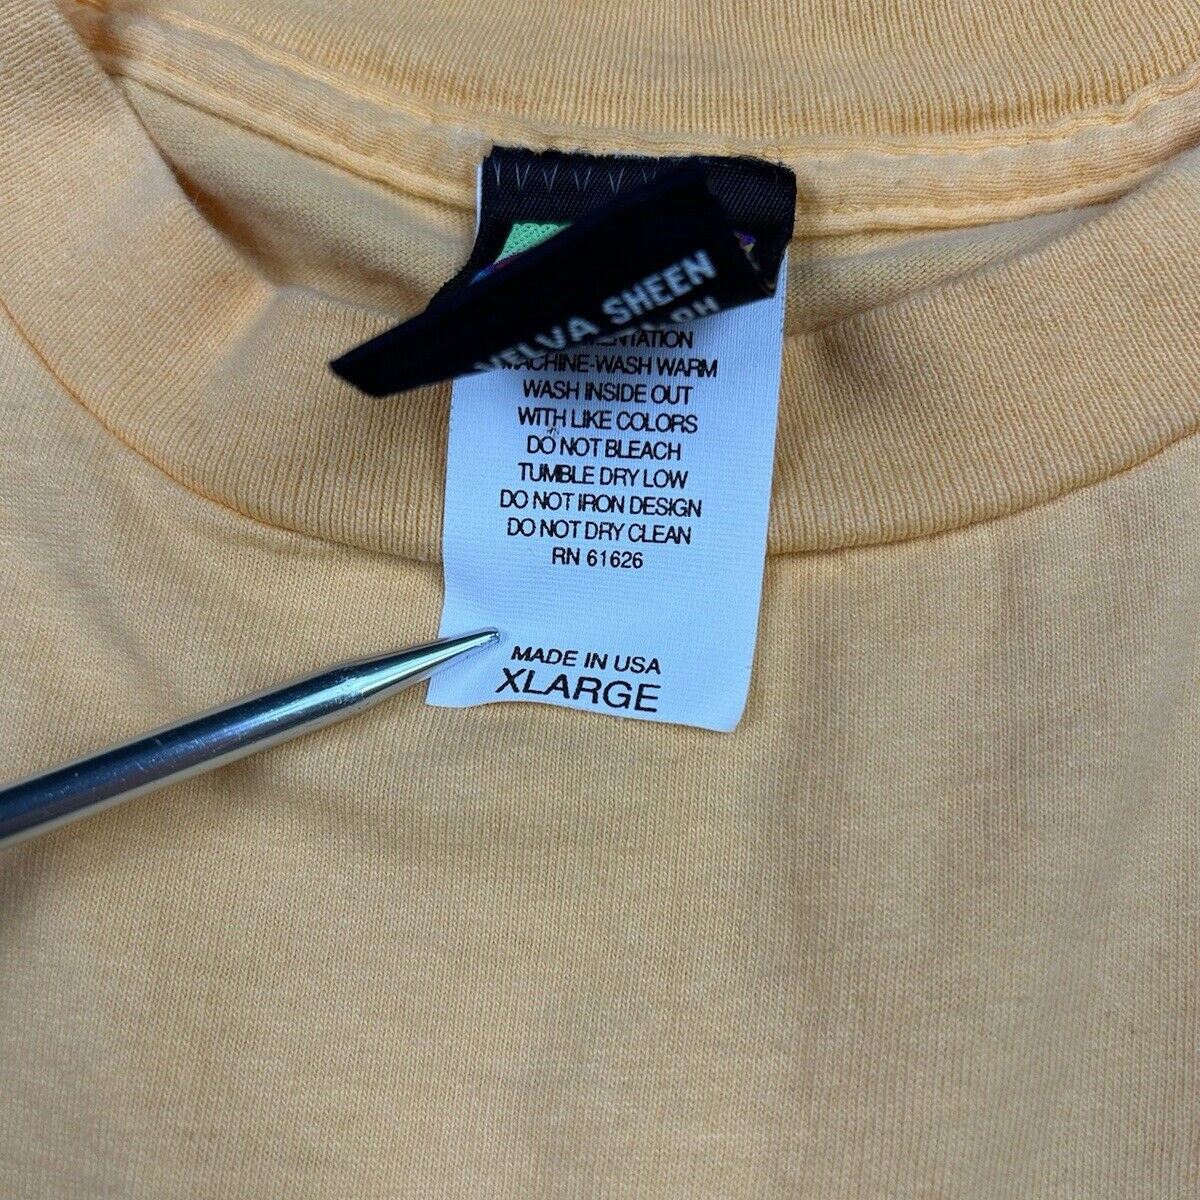 VELVA SHEEN
OH
MACHINE-WASH WARM
WASH INSIDE OUT
WITH LIKE COLORS
DO NOT BLEACH
TUMBLE DRY LOW
DO NOT IRON DESIGN
DO NOT DRY CLEAN
RN 61626
MADE IN USA
XLARGE